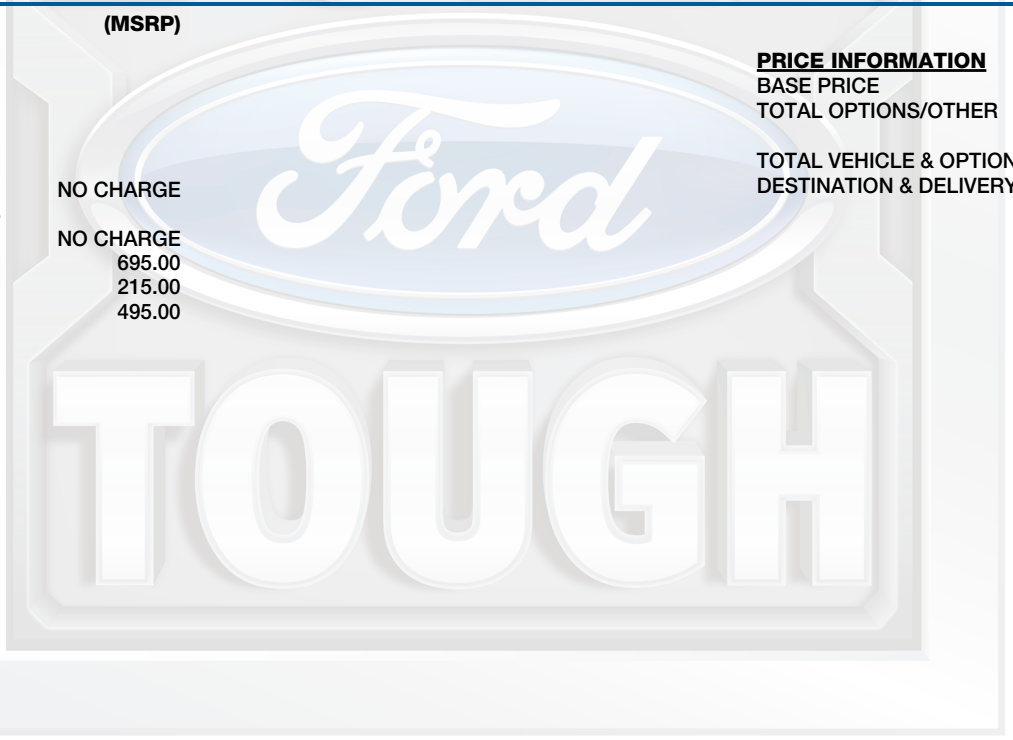 (MSRP)
NO CHARGE
NO CHARGE
695.00
215.00
495.00
PRICE INFORMATION
BASE PRICE
TOTAL OPTIONS/OTHER
TOTAL VEHICLE & OPTION
DESTINATION & DELIVERY
Ford
TOUGH